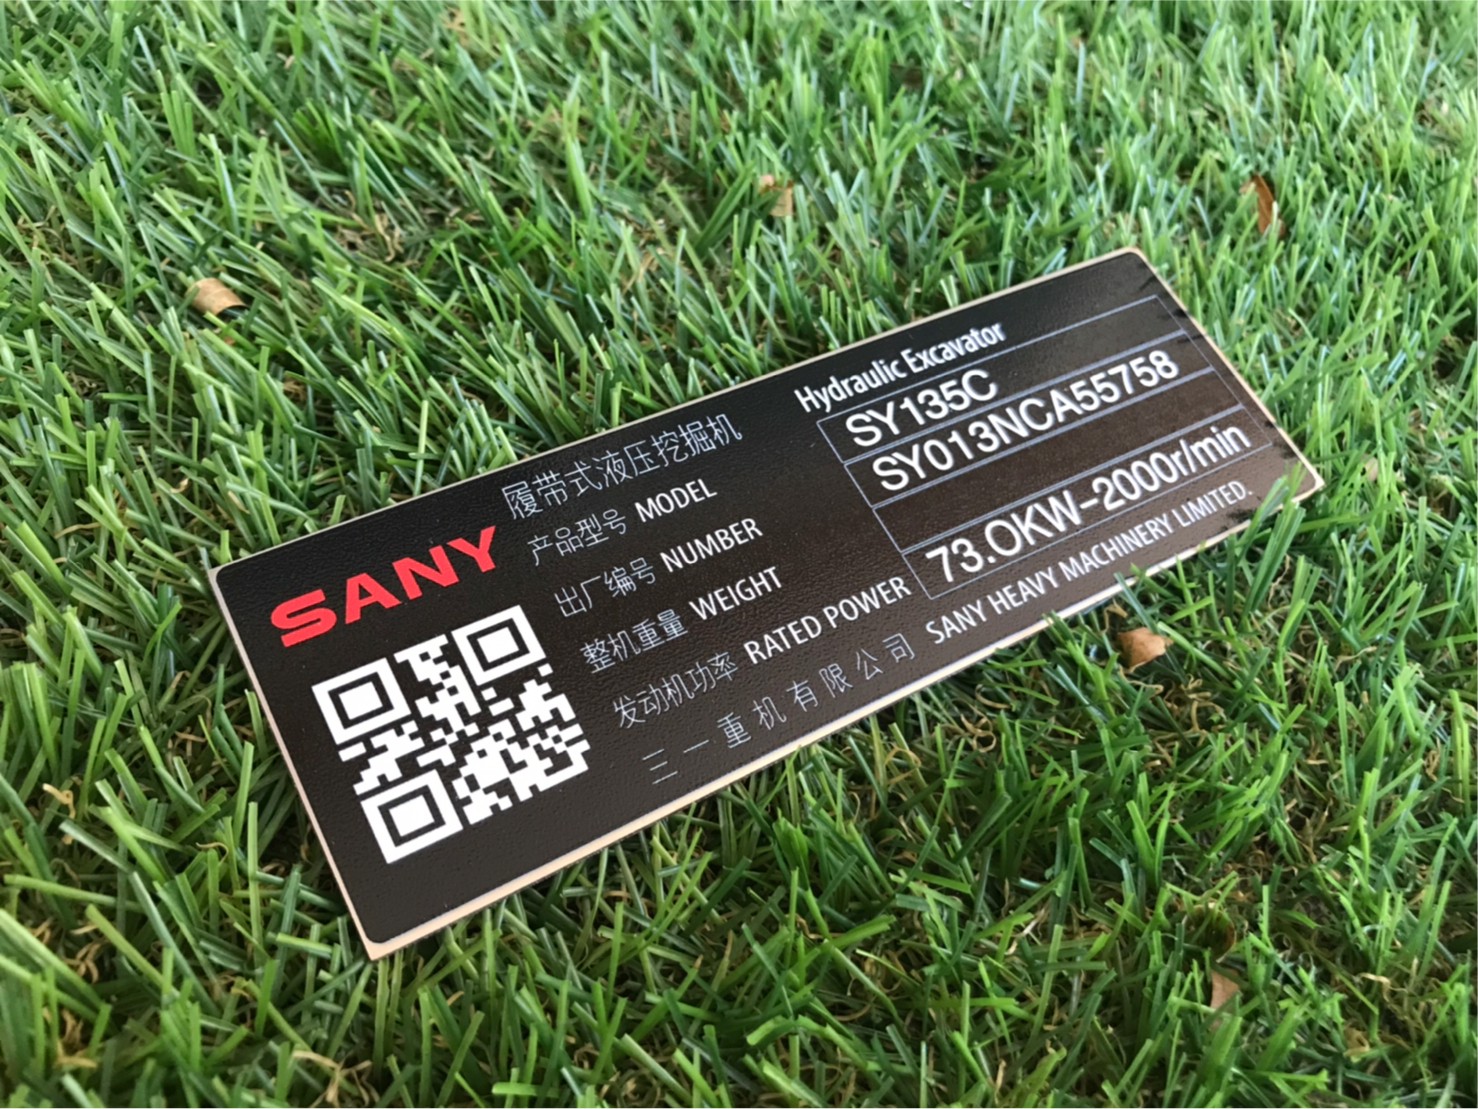 SANY
履带式液压挖掘机 Hydraulic Excavator
产品型号 MODEL SY135C
出厂编号 NUMBER SY013NCA55758
整机重量 WEIGHT
发动机功率 RATED POWER 73.0KW-2000r/min
三一重机有限公司 SANY HEAVY MACHINERY LIMITED.